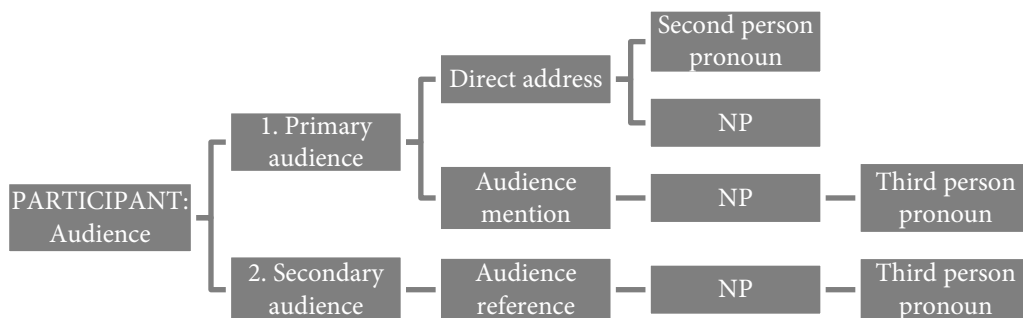 Second person
pronoun
Direct address
1. Primary
audience
NP
PARTICIPANT:
Audience
Audience
mention
NP
Third person
pronoun
2. Secondary
audience
Audience
reference
NP
Third person
pronoun